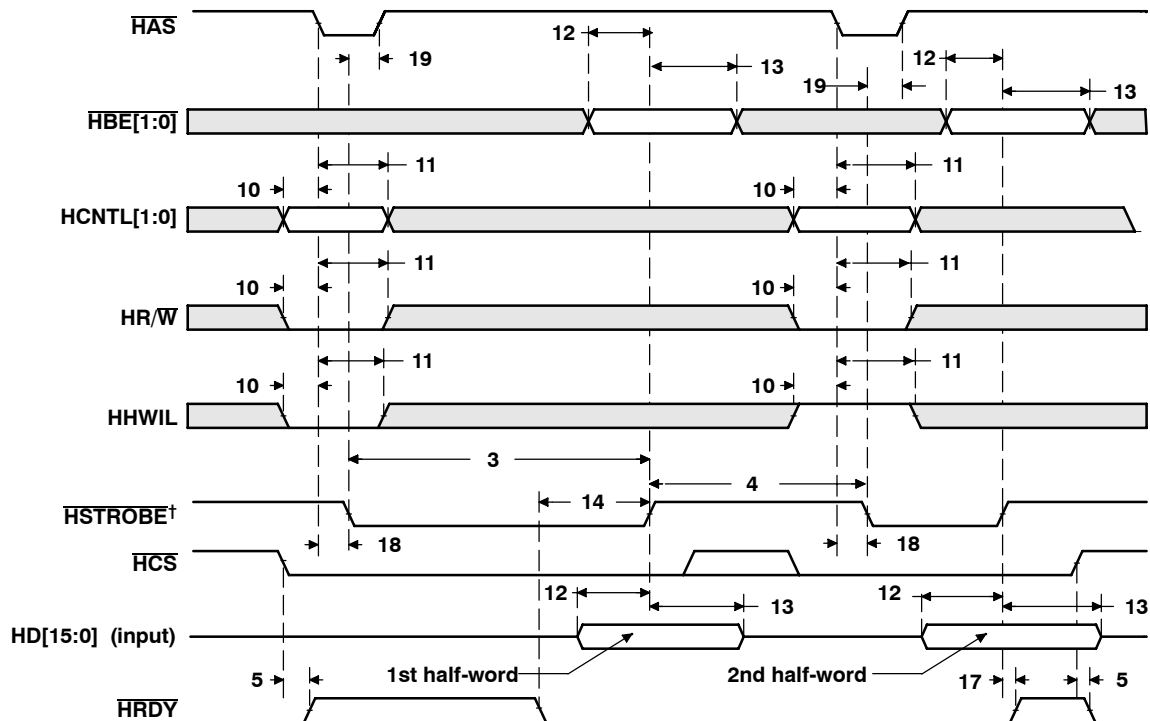 HAS
12
19
13
12
19
13
HBE[1:0]
11
11
10
10
HCNTL[1:0]
11
11
10
10
HR/W
11
11
10
10
HHWIL
3
4
14
HSTROBE†
18
18
HCS
12
13
12
13
HD[15:0] (input)
1st half-word
2nd half-word
5
17
5
HRDY